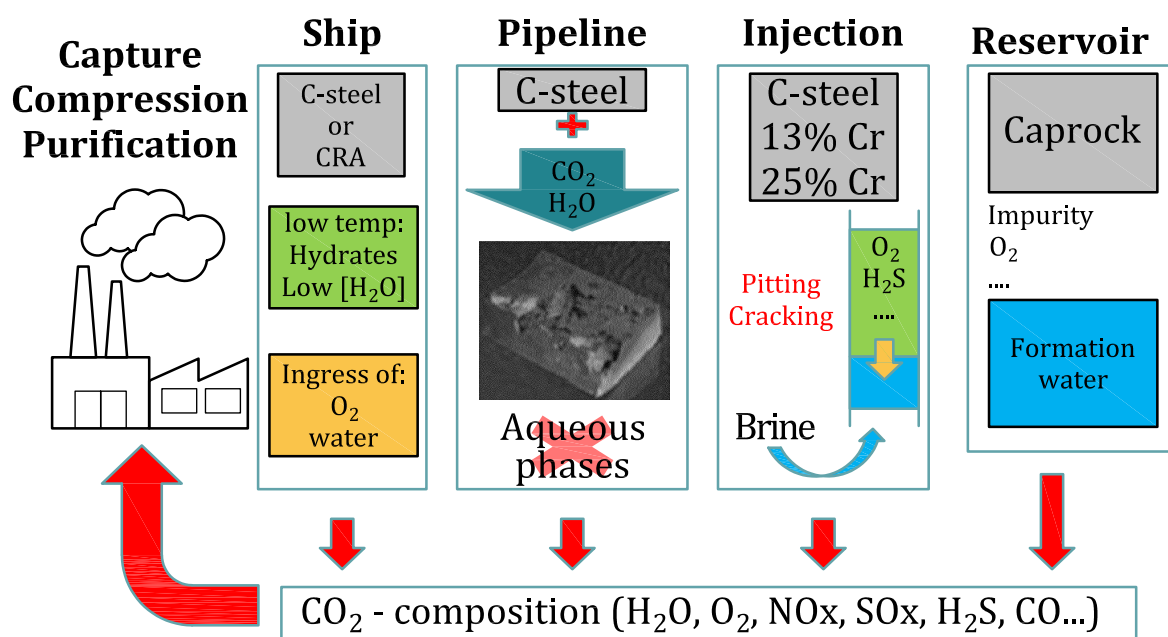 Capture
Compression
Purification
Ship
C-steel
or
CRA
low temp:
Hydrates
Low [H₂O]
Ingress of:
O₂
water
Pipeline
C-steel
CO₂
H₂O
Aqueous
phases
Injection
C-steel
13% Cr
25% Cr
O₂
H₂S
....
Pitting
Cracking
Brine
Reservoir
Caprock
Impurity
O₂
....
Formation
water
CO₂ - composition (H₂O, O₂, NOx, SOx, H₂S, CO...)